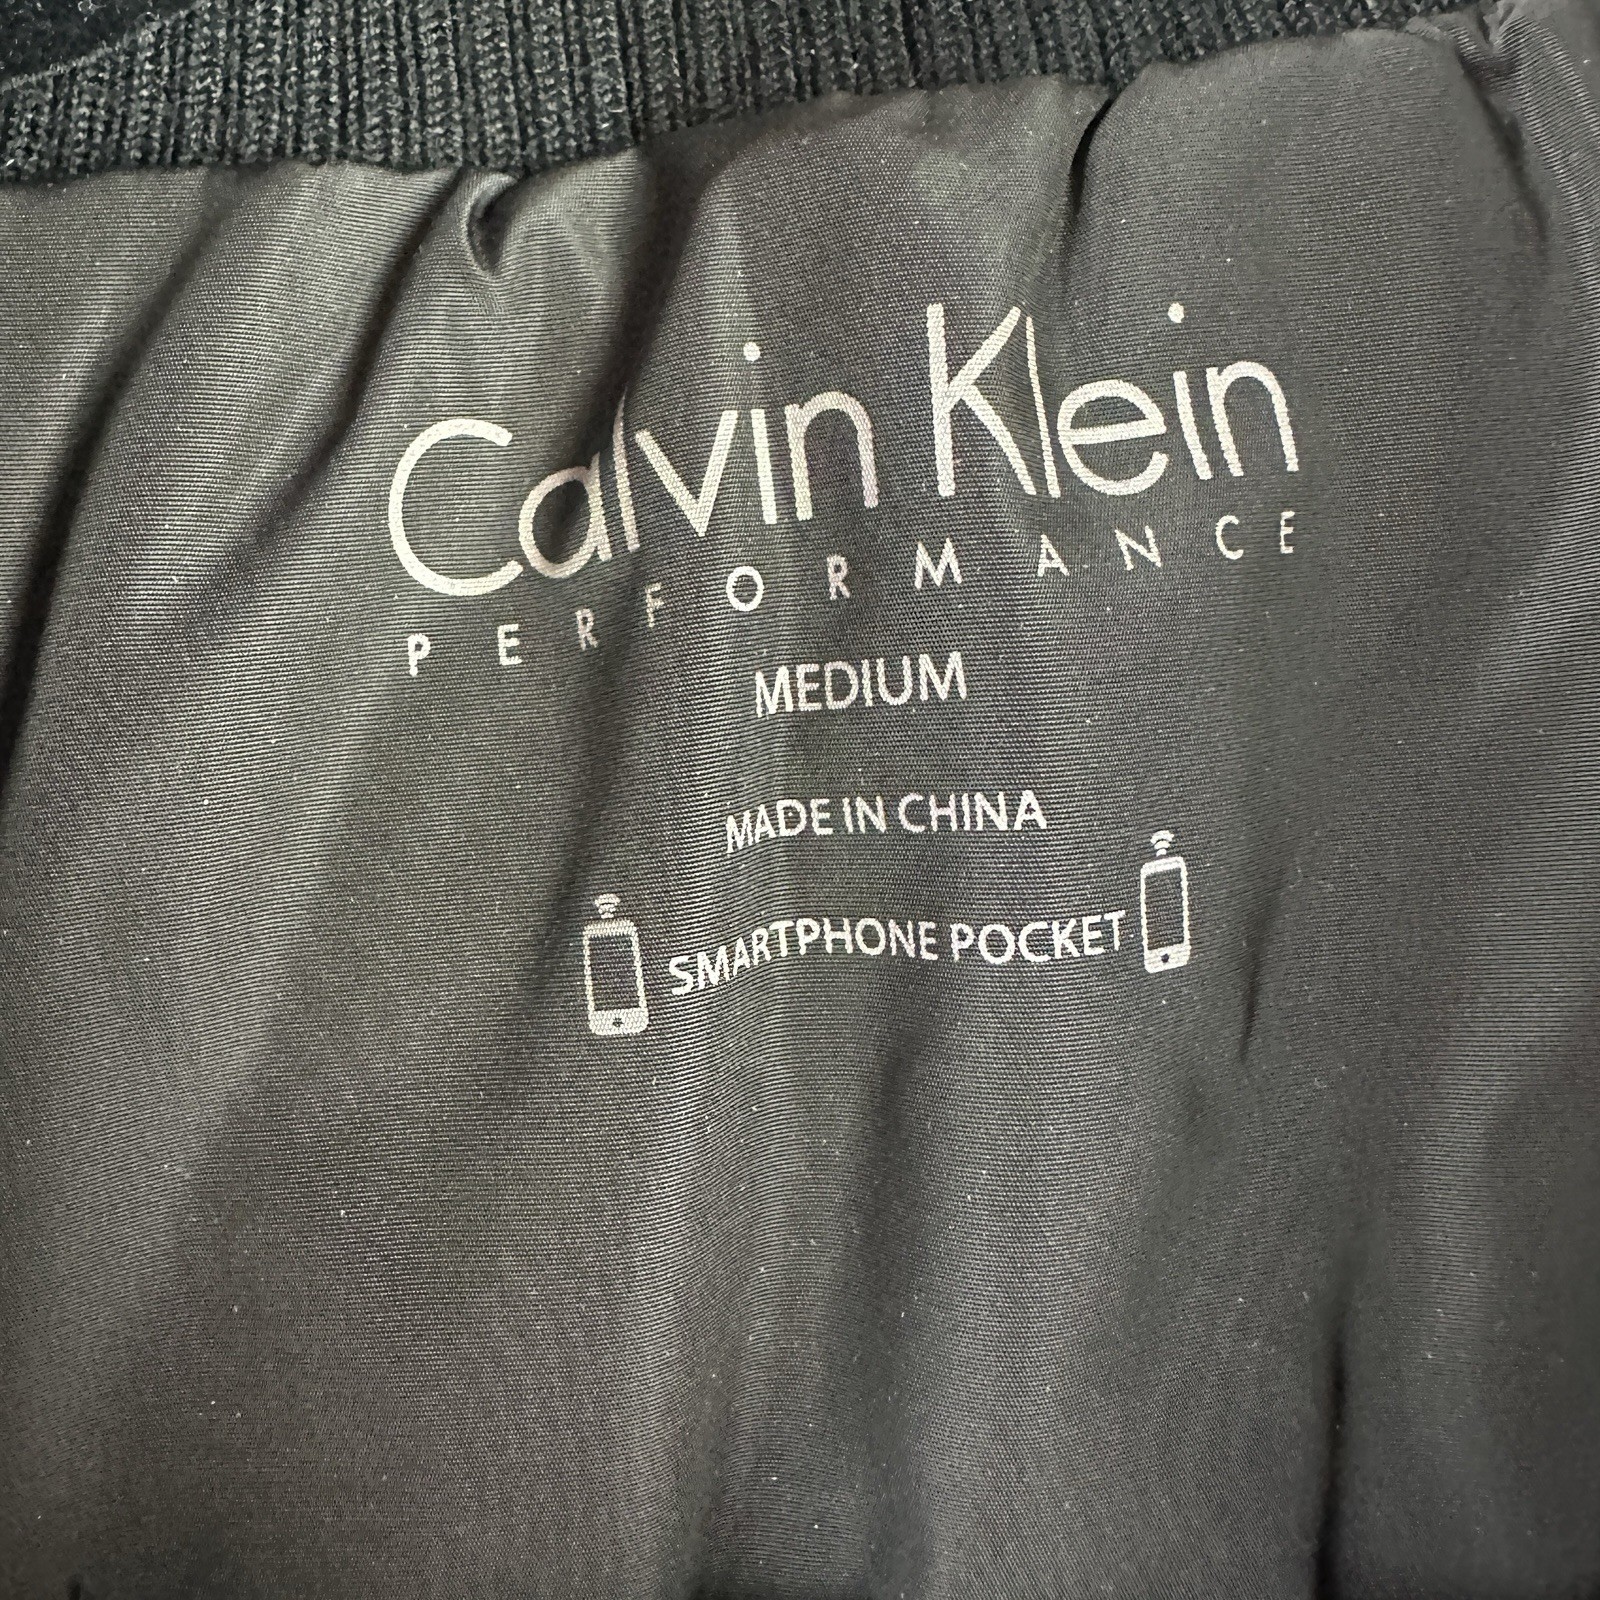 Calvin Klein
PERFORMANCE
MEDIUM
MADE IN CHINA
SMARTPHONE POCKET